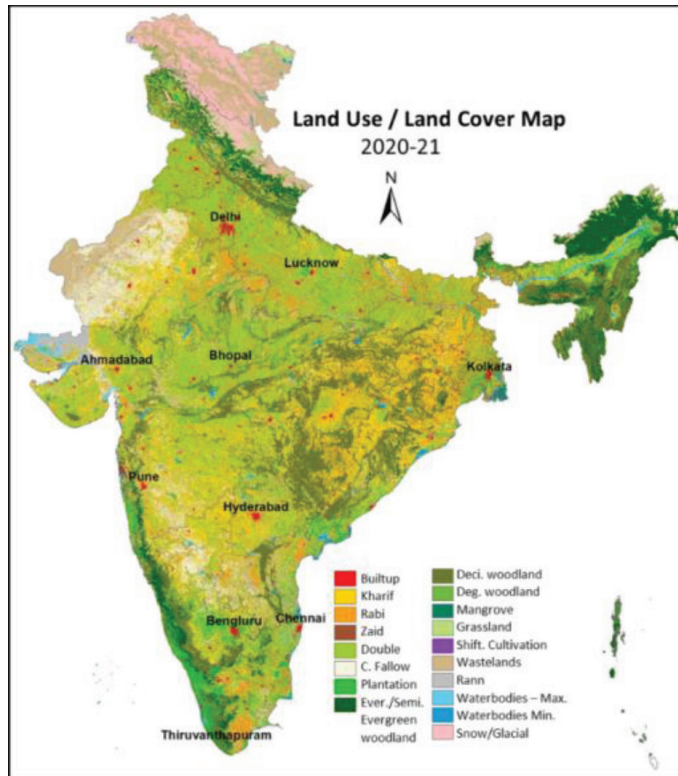 Land Use / Land Cover Map
2020-21
N
Delhi
Lucknow
Ahmadabad
Bhopal
Kolkata
Pune
Hyderabad
Bengluru
Chennai
Thiruvanthapuram
Builtup
Kharif
Rabi
Zaid
Double
C. Fallow
Plantation
Ever./Semi.
Evergreen
woodland
Deci. woodland
Deg. woodland
Mangrove
Grassland
Shift. Cultivation
Wastelands
Rann
Waterbodies – Max.
Waterbodies Min.
Snow/Glacial